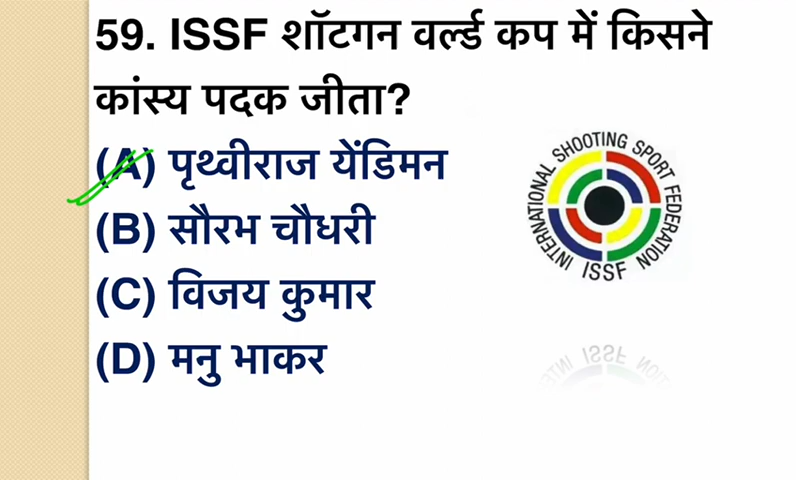 59. ISSF शॉटगन वर्ल्ड कप में किसने
कांस्य पदक जीता?
(A) पृथ्वीराज येंडिमन
(B) सौरभ चौधरी
(C) विजय कुमार
(D) मनु भाकर
INTERNATIONAL SHOOTING SPORT FEDERATION
ISSF